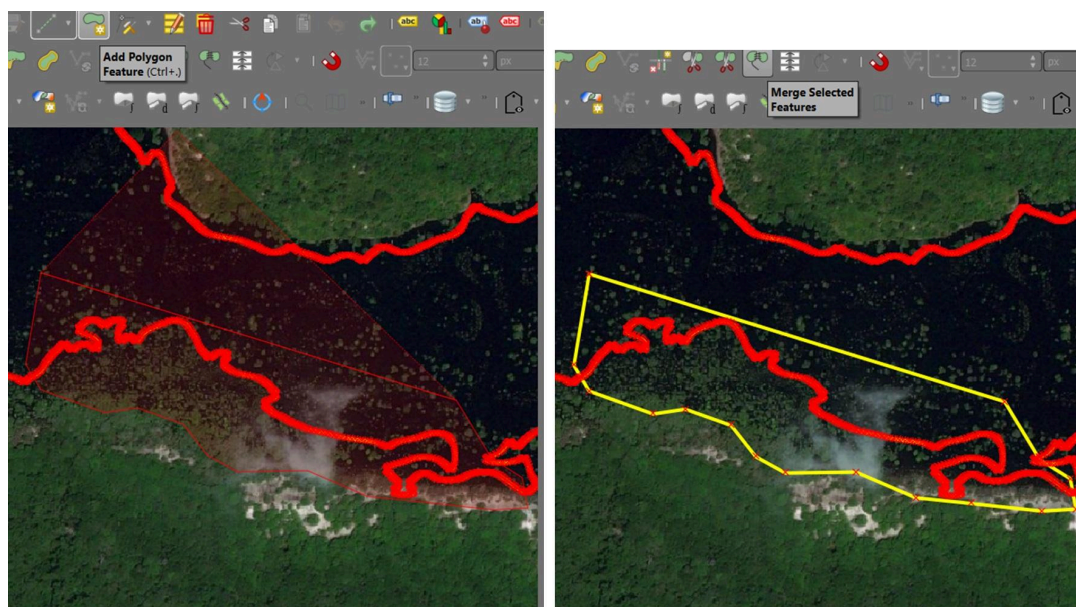 abc
ab
abc
Add Polygon
Feature (Ctrl+.)
12
px
12
px
Merge Selected
Features